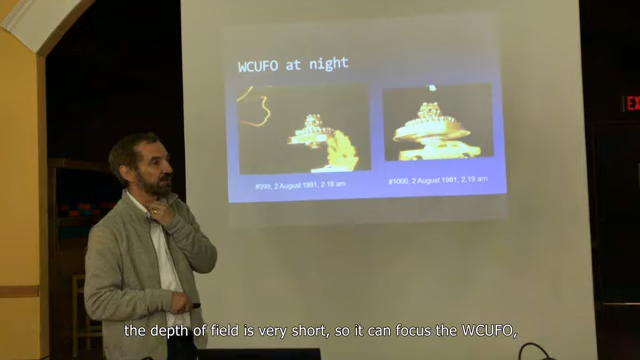 WCUFO at night
#999, 2 August 1981, 2.18 am
#1000, 2 August 1981, 2.19 am
EX
the depth of field is very short, so it can focus the WCUFO,